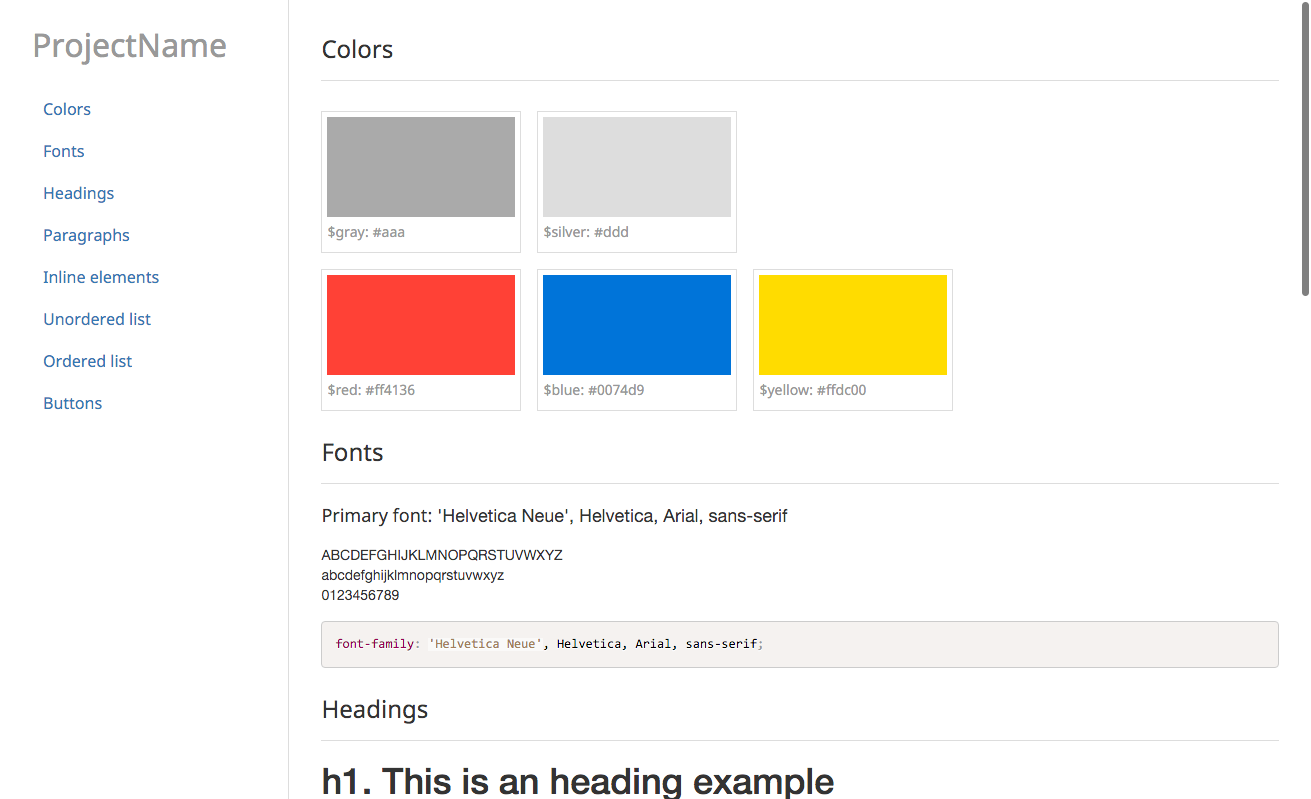 ProjectName
Colors
Fonts
Headings
Paragraphs
Inline elements
Unordered list
Ordered list
Buttons
Colors
$gray: #aaa
$silver: #ddd
$red: #ff4136
$blue: #0074d9
$yellow: #ffdc00
Fonts
Primary font: 'Helvetica Neue', Helvetica, Arial, sans-serif
ABCDEFGHIJKLMNOPQRSTUVWXYZ
abcdefghijklmnopqrstuvwxyz
0123456789
font-family: 'Helvetica Neue', Helvetica, Arial, sans-serif;
Headings
h1. This is an heading example